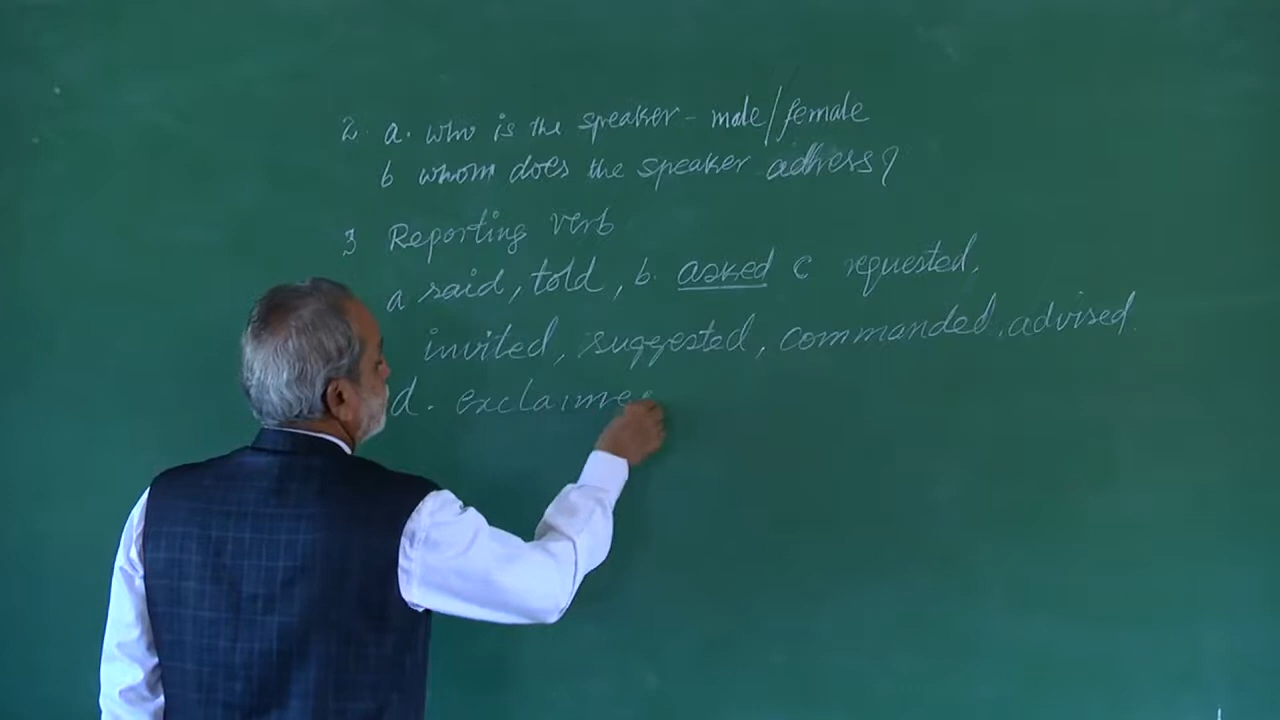 2. a. who is the speaker - male/female
b whom does the speaker adress?
3 Reporting verb
a said, told, b. asked c requested,
invited, suggested, commanded, advised.
d. exclaime